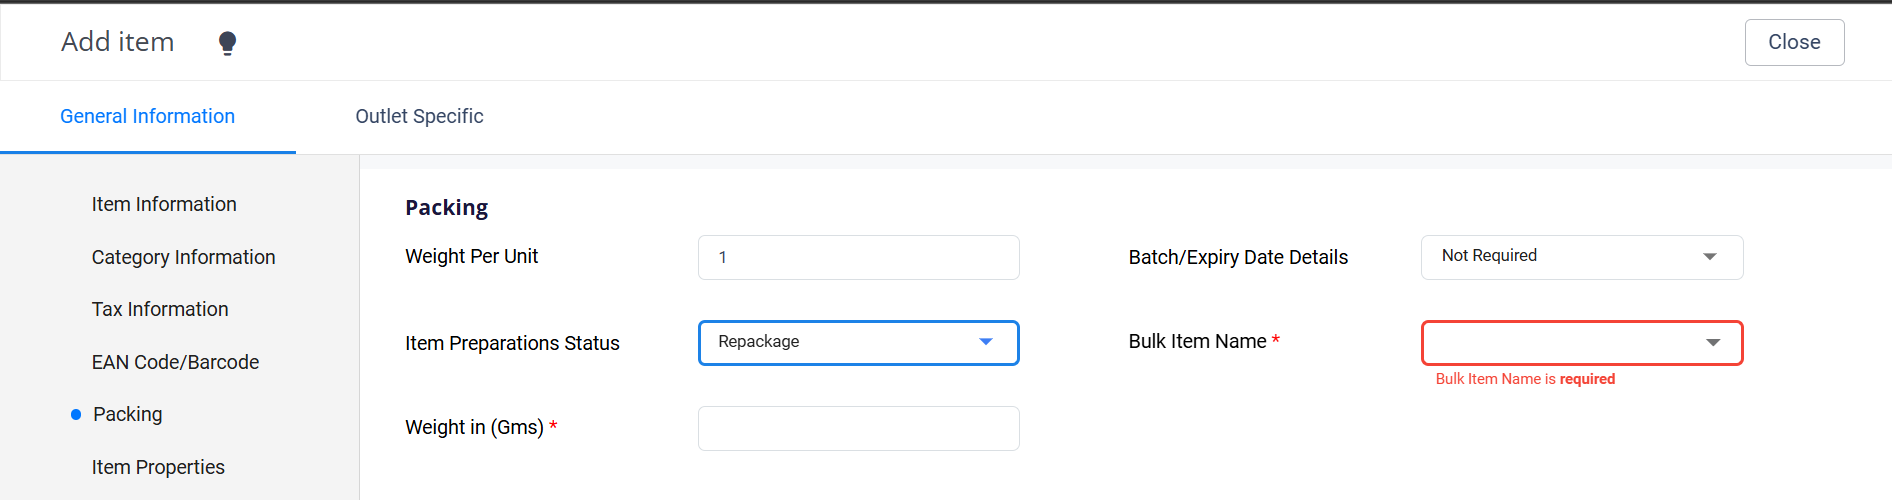 Add item
Close
General Information
Outlet Specific
Item Information
Category Information
Tax Information
EAN Code/Barcode
Packing
Item Properties
Packing
Weight Per Unit
1
Batch/Expiry Date Details
Not Required
Item Preparations Status
Repackage
Bulk Item Name *
Bulk Item Name is required
Weight in (Gms) *